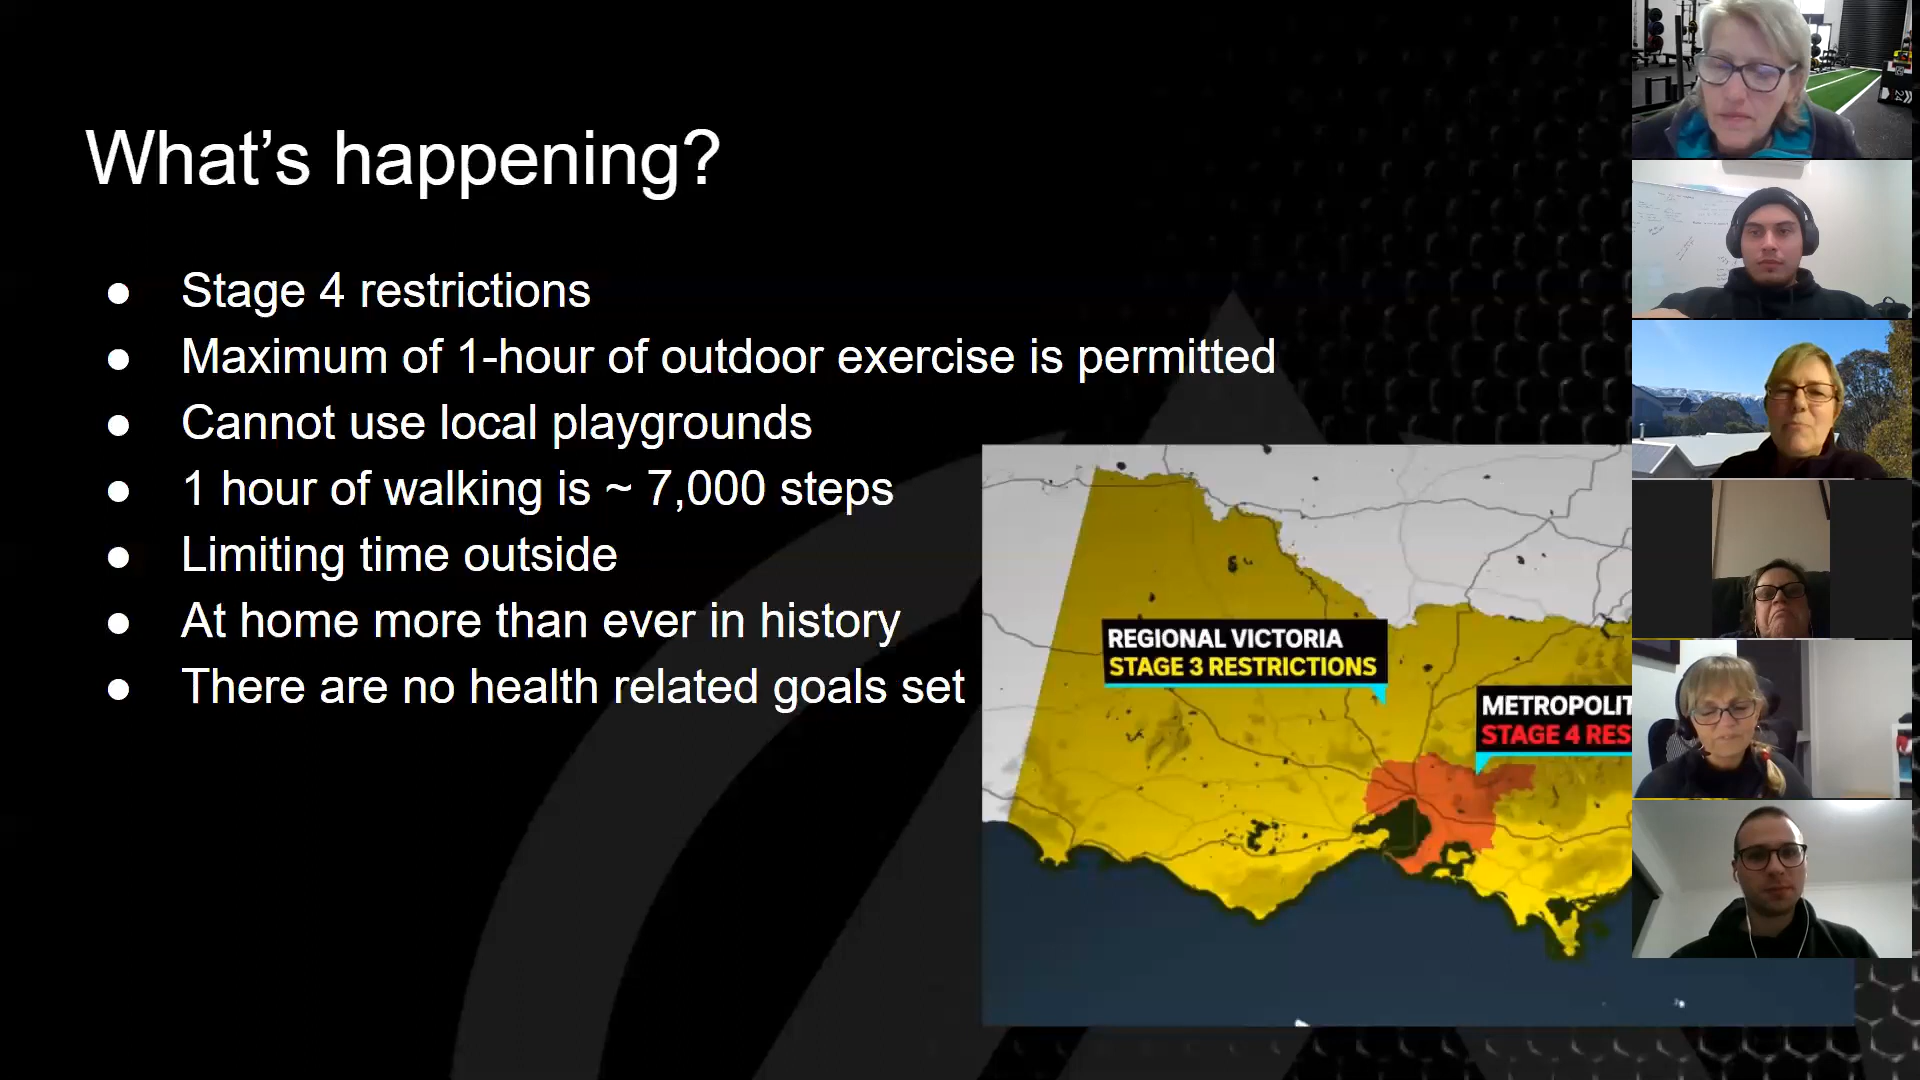 What’s happening?
● Stage 4 restrictions
● Maximum of 1-hour of outdoor exercise is permitted
● Cannot use local playgrounds
● 1 hour of walking is ~ 7,000 steps
● Limiting time outside
● At home more than ever in history
● There are no health related goals set
REGIONAL VICTORIA
STAGE 3 RESTRICTIONS
METROPOLIT
STAGE 4 RES